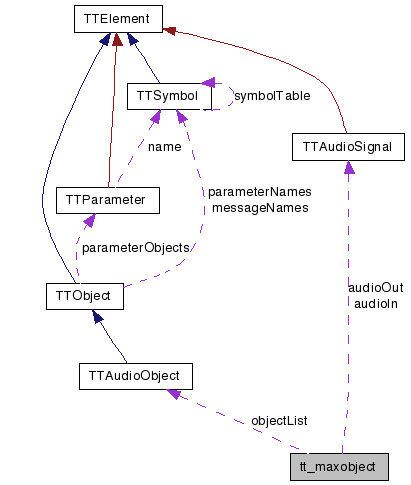 TTElement
TTSymbol
symbolTable
name
TTAudioSignal
TTParameter
parameterNames
messageNames
parameterObjects
TTObject
audioOut
audioIn
TTAudioObject
objectList
tt_maxobject